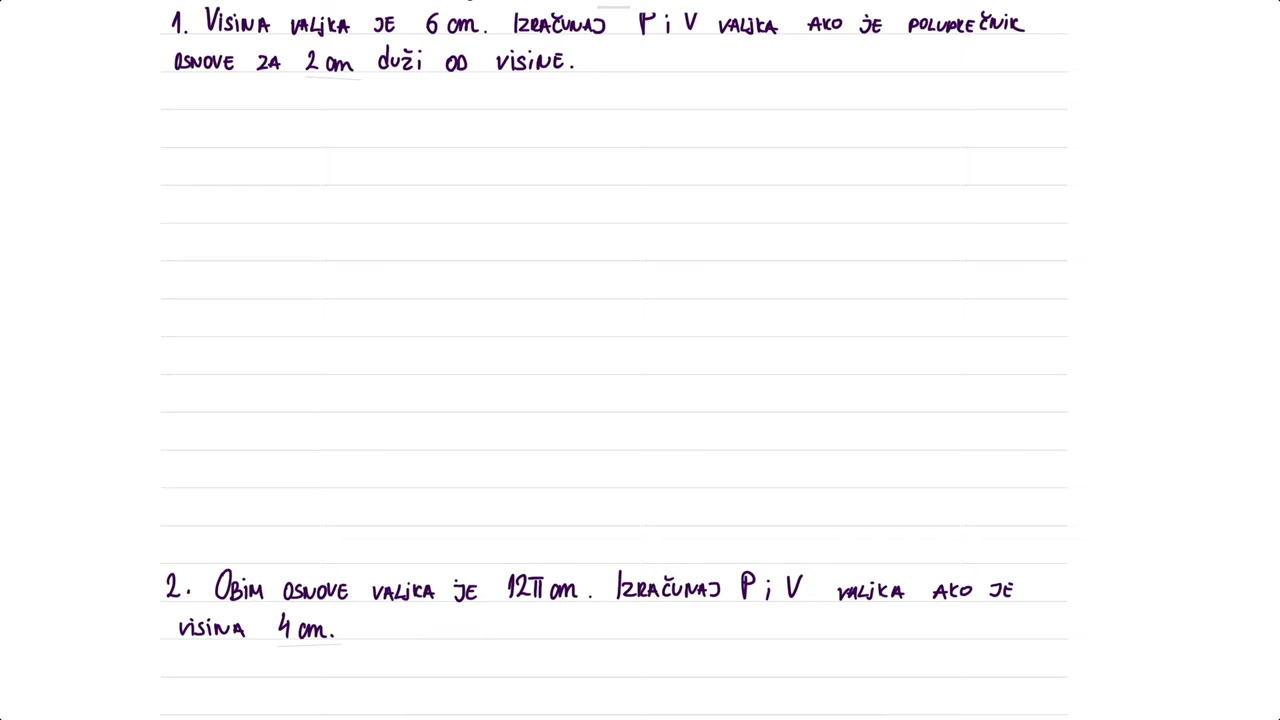 1. Visina valjka je 6 cm. Izračunaj P i V valjka ako je poluprečnik
osnove za 2 cm duži od visine.
2. Obim osnove valjka je 12π cm. Izračunaj P i V valjka ako je
visina 4 cm.